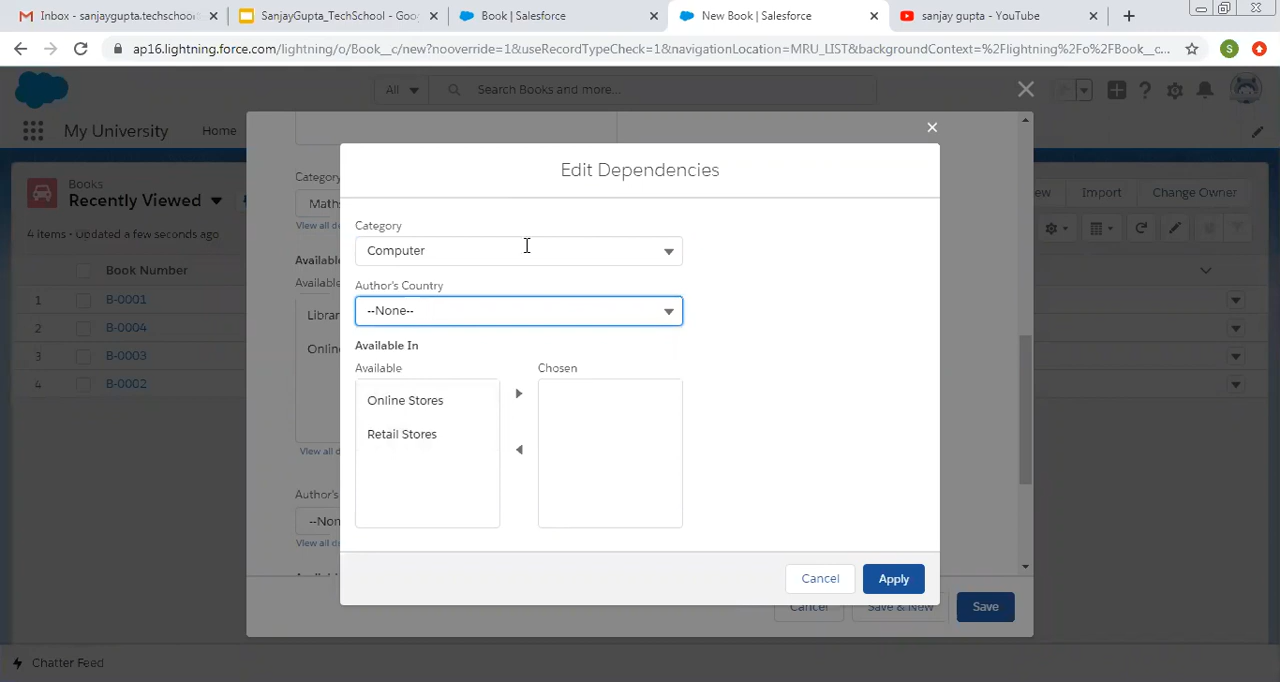 Inbox - sanjaygupta.techschoo
SanjayGupta_TechSchool - Goo
Book | Salesforce
New Book | Salesforce
sanjay gupta - YouTube
ap16.lightning.force.com/lightning/o/Book__c/new?nooverride=1&useRecordTypeCheck=1&navigationLocation=MRU_LIST&backgroundContext=%2Flightning%2Fo%2FBook__c...
S
All
Search Books and more...
My University
Home
Books
Recently Viewed
4 items • Updated a few seconds ago
Import
Change Owner
Book Number
1 B-0001
2 B-0004
3 B-0003
4 B-0002
Category
Maths
View all de
Available
Available
Librar
Online
View all d
Author's
--Non
View all d
Edit Dependencies
Category
Computer
Author's Country
--None--
Available In
Available
Chosen
Online Stores
Retail Stores
Cancel
Apply
Cancel
Save & New
Save
Chatter Feed